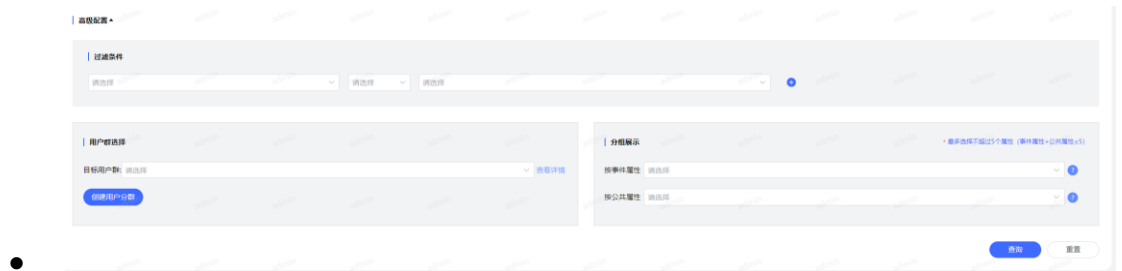 高级配置
过滤条件
请选择 请选择 请选择
用户群选择
目标用户群: 请选择 查看详情
创建用户分群
分组展示 * 最多选择不超过5个属性（事件属性+公共属性≤5）
按事件属性 请选择 ?
按公共属性 请选择 ?
查询 重置
admin